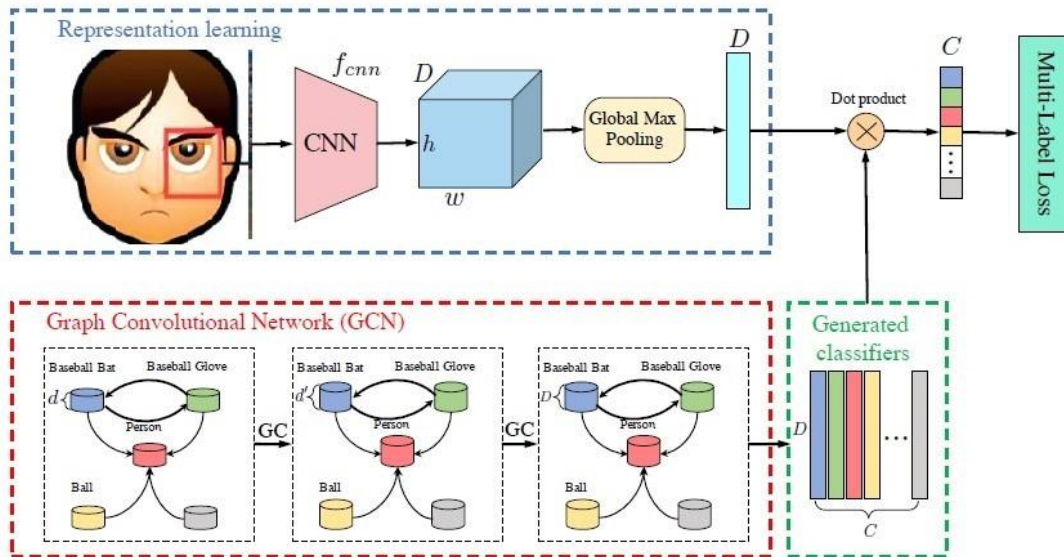 Representation learning
f_cnn
CNN
D
h
w
Global Max
Pooling
D
Dot product
C
Multi-Label Loss
Graph Convolutional Network (GCN)
Baseball Bat
Baseball Glove
d
Person
Ball
GC
Baseball Bat
Baseball Glove
d'
Person
Ball
GC
Baseball Bat
Baseball Glove
D
Person
Ball
Generated
classifiers
D
...
C